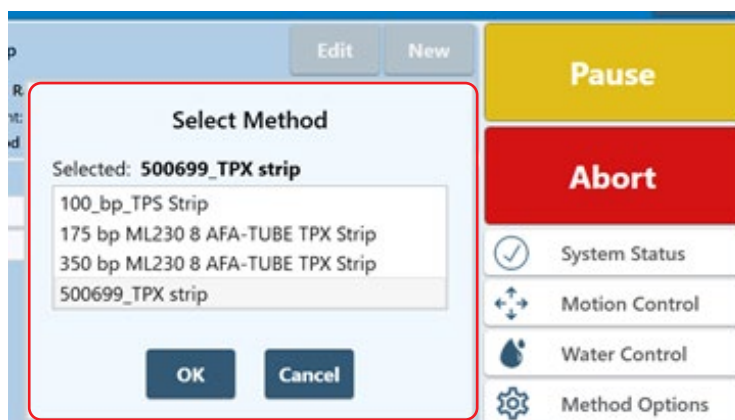 Edit
New
Pause
Select Method
Selected: 500699_TPX strip
100_bp_TPS Strip
175 bp ML230 8 AFA-TUBE TPX Strip
350 bp ML230 8 AFA-TUBE TPX Strip
500699_TPX strip
OK
Cancel
Abort
System Status
Motion Control
Water Control
Method Options